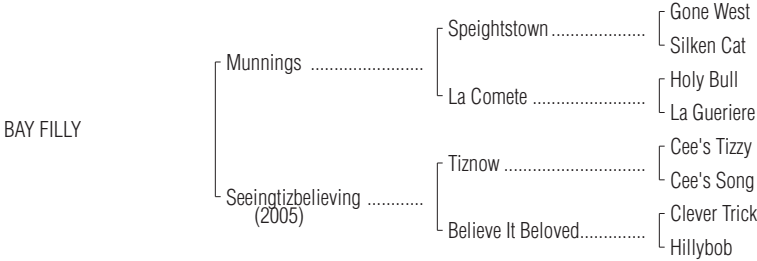 Gone West
Speightstown .....................
Silken Cat
Munnings .........................
Holy Bull
La Comete .........................
La Gueriere
BAY FILLY
Cee's Tizzy
Tiznow ................................
Cee's Song
Seeingtizbelieving ............
(2005)
Clever Trick
Believe It Beloved...............
Hillybob